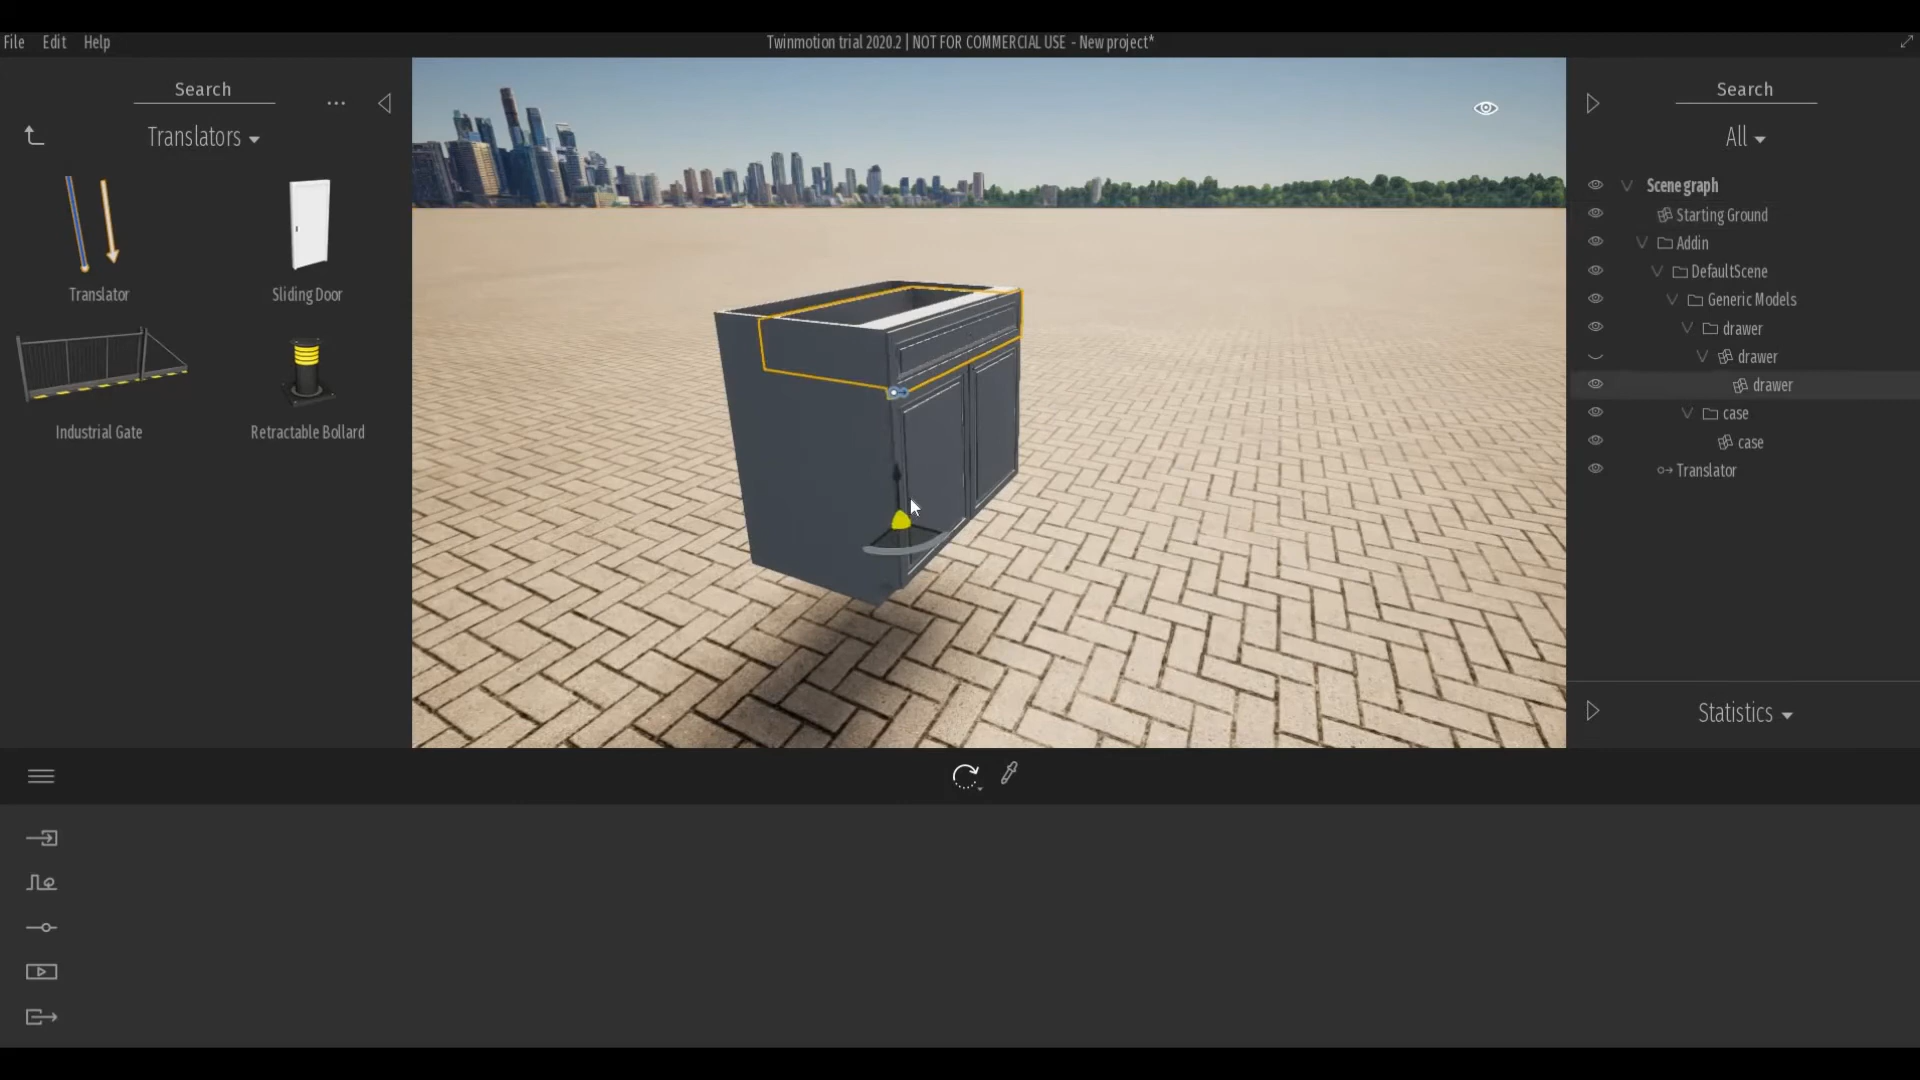 File Edit Help
Twinmotion trial 2020.2 | NOT FOR COMMERCIAL USE - New project*
Search
...
Translators
Translator
Sliding Door
Industrial Gate
Retractable Bollard
Search
All
Scene graph
Starting Ground
Addin
DefaultScene
Generic Models
drawer
drawer
drawer
case
case
Translator
Statistics